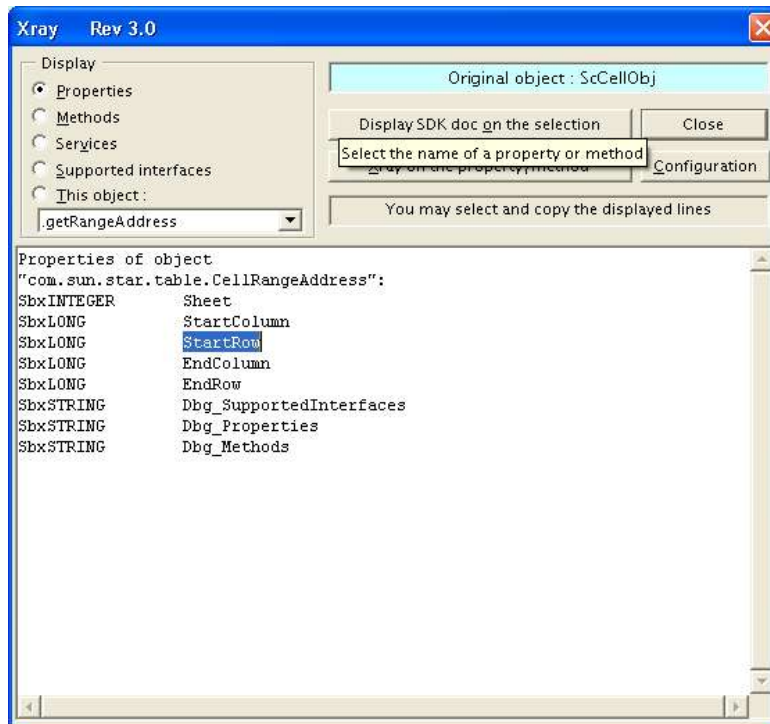 Xray Rev 3.0
Display
Properties
Methods
Services
Supported interfaces
This object :
.getRangeAddress
Original object : ScCellObj
Display SDK doc on the selection
Close
Select the name of a property or method
Configuration
You may select and copy the displayed lines
Properties of object
"com.sun.star.table.CellRangeAddress":
SbxINTEGER Sheet
SbxLONG StartColumn
SbxLONG StartRow
SbxLONG EndColumn
SbxLONG EndRow
SbxSTRING Dbg_SupportedInterfaces
SbxSTRING Dbg_Properties
SbxSTRING Dbg_Methods